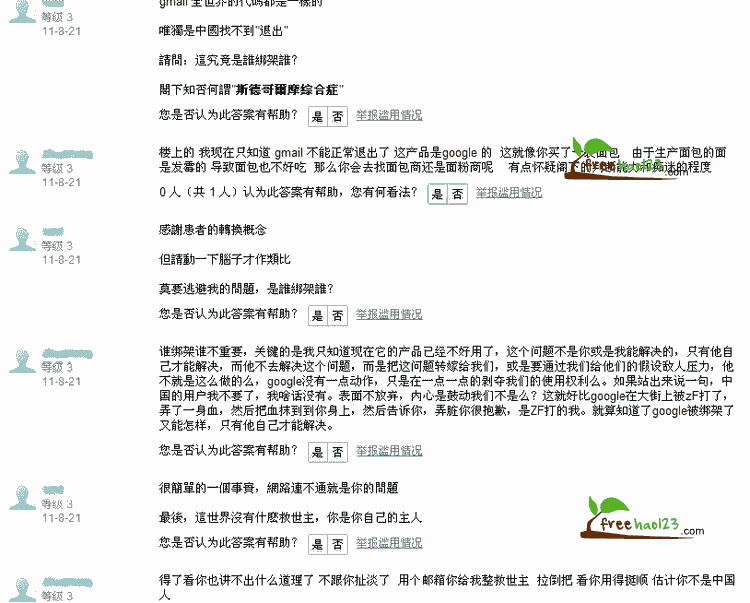 gmail 全世界的代码都是一樣的
等级 3
11-8-21
唯獨是中國找不到"退出"
請問：這究竟是誰綁架誰?
閣下知否何謂"斯德哥爾摩综合症"
您是否认为此答案有帮助？ 是 否 举报滥用情况
楼上的 我现在只知道 gmail 不能正常退出了 这产品是google 的 这就像你买了一 面包 由于生产面包的面
等级 3
是发霉的 导致面包也不好吃 那么你会去找面包商还是面粉商呢 有点怀疑阁下的 的程度
11-8-21
0 人（共 1 人）认为此答案有帮助，您有何看法？ 是 否 举报滥用情况
freehao123.com
感謝患者的轉換概念
等级 3
11-8-21
但請動一下腦子才作類比
莫要逃避我的問題，是誰綁架誰?
您是否认为此答案有帮助？ 是 否 举报滥用情况
谁绑架谁不重要，关键的是我只知道现在它的产品已经不好用了，这个问题不是你或是我能解决的，只有他自
等级 3
己才能解决，而他不去解决这个问题，而是把这问题转嫁给我们，或是要通过我们给他们的假设敌人压力，他
11-8-21
不就是这么做的么，google没有一点动作，只是在一点一点的剥夺我们的使用权利么。如果站出来说一句，中
国的用户我不要了，我啥话没有。表面不放弃，内心是鼓动我们不是么？这就好比google在大街上被zF打了，
弄了一身血，然后把血抹到到你身上，然后告诉你，弄脏你很抱歉，是ZF打的我。就算知道了google被绑架了
又能怎样，只有他自己才能解决。
您是否认为此答案有帮助？ 是 否 举报滥用情况
很簡單的一個事實，網路連不通就是你的問題
等级 3
11-8-21
最後，這世界沒有什麽救世主，你是你自己的主人
您是否认为此答案有帮助？ 是 否 举报滥用情况
freehao123.com
得了看你也讲不出什么道理了 不跟你扯淡了 用个邮箱你给我整救世主 拉倒把 看你用得挺顺 估计你不是中国
等级 3
人